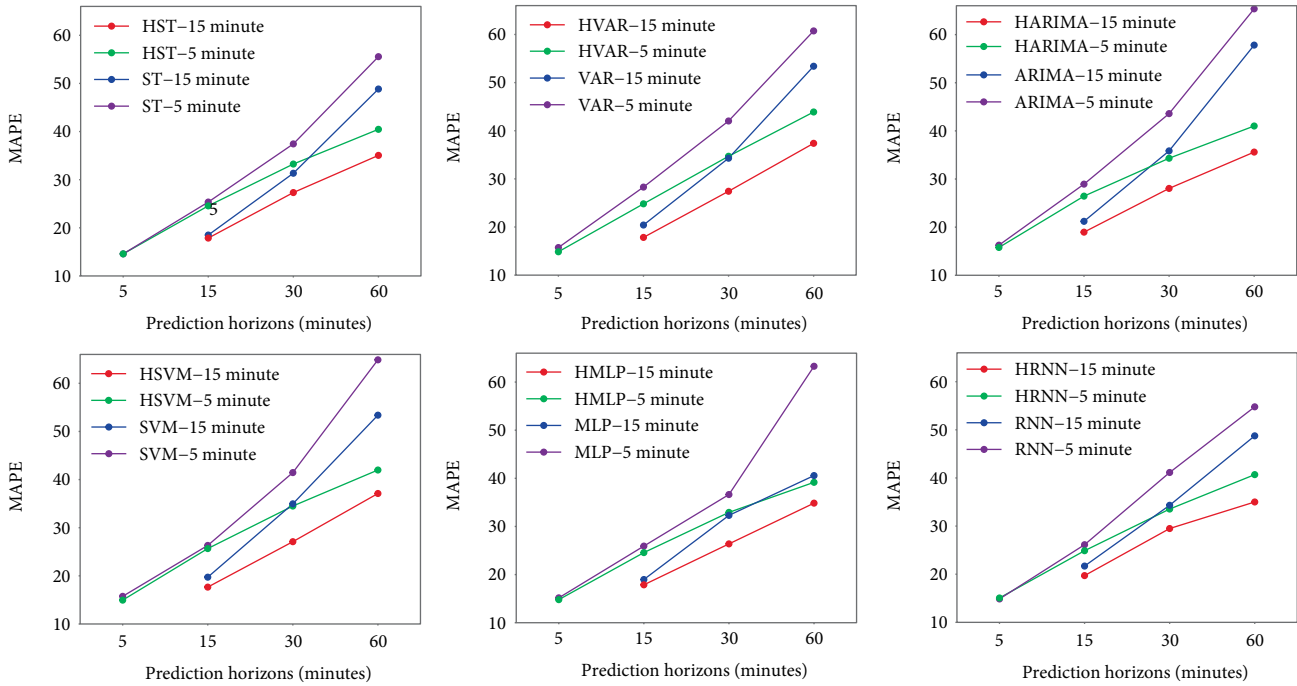 60
50
40
30
20
10
MAPE
HST–15 minute
HST–5 minute
ST–15 minute
ST–5 minute
5
5 15 30 60
Prediction horizons (minutes)
60
50
40
30
20
10
MAPE
HVAR–15 minute
HVAR–5 minute
VAR–15 minute
VAR–5 minute
5 15 30 60
Prediction horizons (minutes)
60
50
40
30
20
10
MAPE
HARIMA–15 minute
HARIMA–5 minute
ARIMA–15 minute
ARIMA–5 minute
5 15 30 60
Prediction horizons (minutes)
60
50
40
30
20
10
MAPE
HSVM–15 minute
HSVM–5 minute
SVM–15 minute
SVM–5 minute
5 15 30 60
Prediction horizons (minutes)
60
50
40
30
20
10
MAPE
HMLP–15 minute
HMLP–5 minute
MLP–15 minute
MLP–5 minute
5 15 30 60
Prediction horizons (minutes)
60
50
40
30
20
10
MAPE
HRNN–15 minute
HRNN–5 minute
RNN–15 minute
RNN–5 minute
5 15 30 60
Prediction horizons (minutes)